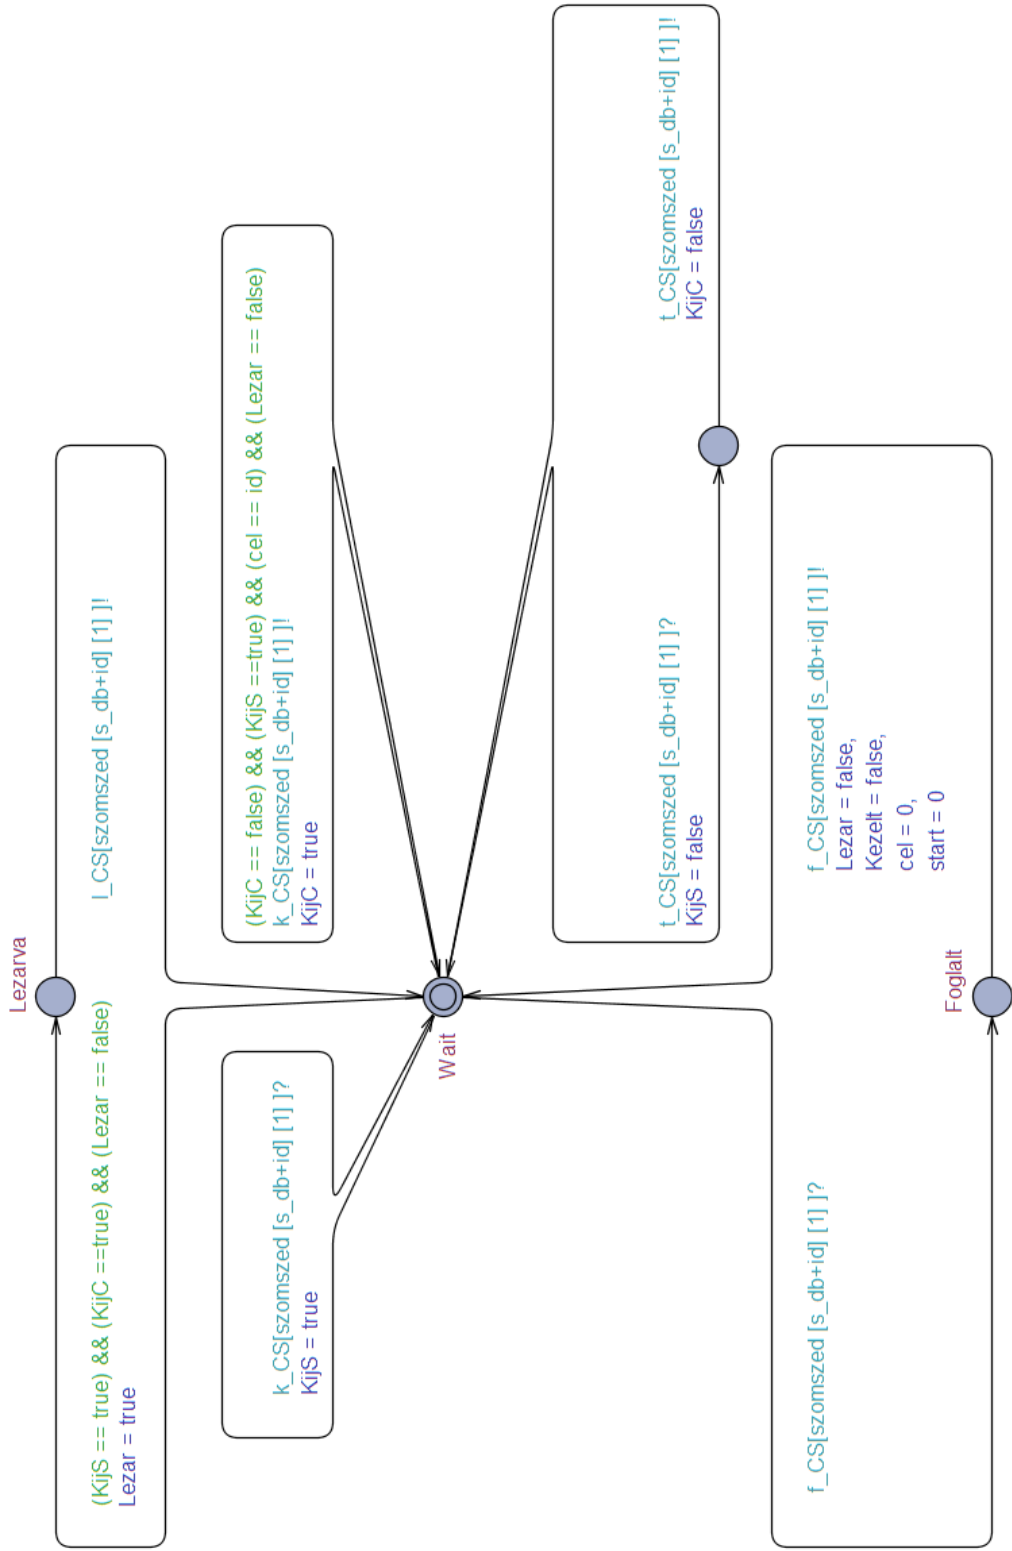 Lezarva
(KijS == true) && (KijC ==true) && (Lezar == false)
Lezar = true
l_CS[szomszed [s_db+id] [1] ]!
k_CS[szomszed [s_db+id] [1] ]?
KijS = true
(KijC == false) && (KijS ==true) && (cel == id) && (Lezar == false)
k_CS[szomszed [s_db+id] [1] ]!
KijC = true
Wait
t_CS[szomszed [s_db+id] [1] ]?
KijS = false
t_CS[szomszed [s_db+id] [1] ]!
KijC = false
f_CS[szomszed [s_db+id] [1] ]?
f_CS[szomszed [s_db+id] [1] ]!
Lezar = false,
Kezelt = false,
cel = 0,
start = 0
Foglalt